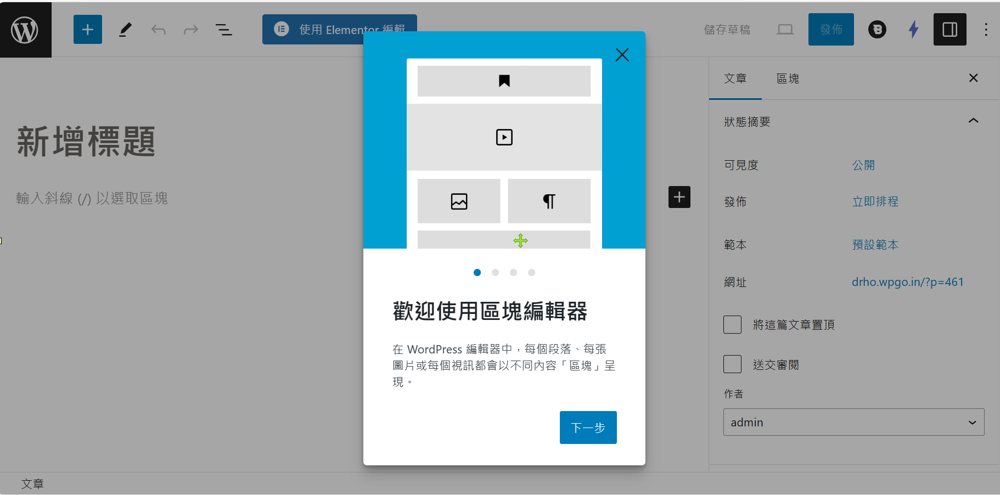 使用 Elementor 編輯
儲存草稿
發佈
文章
區塊
新增標題
輸入斜線 (/) 以選取區塊
狀態摘要
可見度
公開
發佈
立即排程
範本
預設範本
網址
drho.wpgo.in/?p=461
將這篇文章置頂
送交審閱
作者
admin
歡迎使用區塊編輯器
在 WordPress 編輯器中，每個段落、每張
圖片或每個視訊都會以不同內容「區塊」呈
現。
下一步
文章